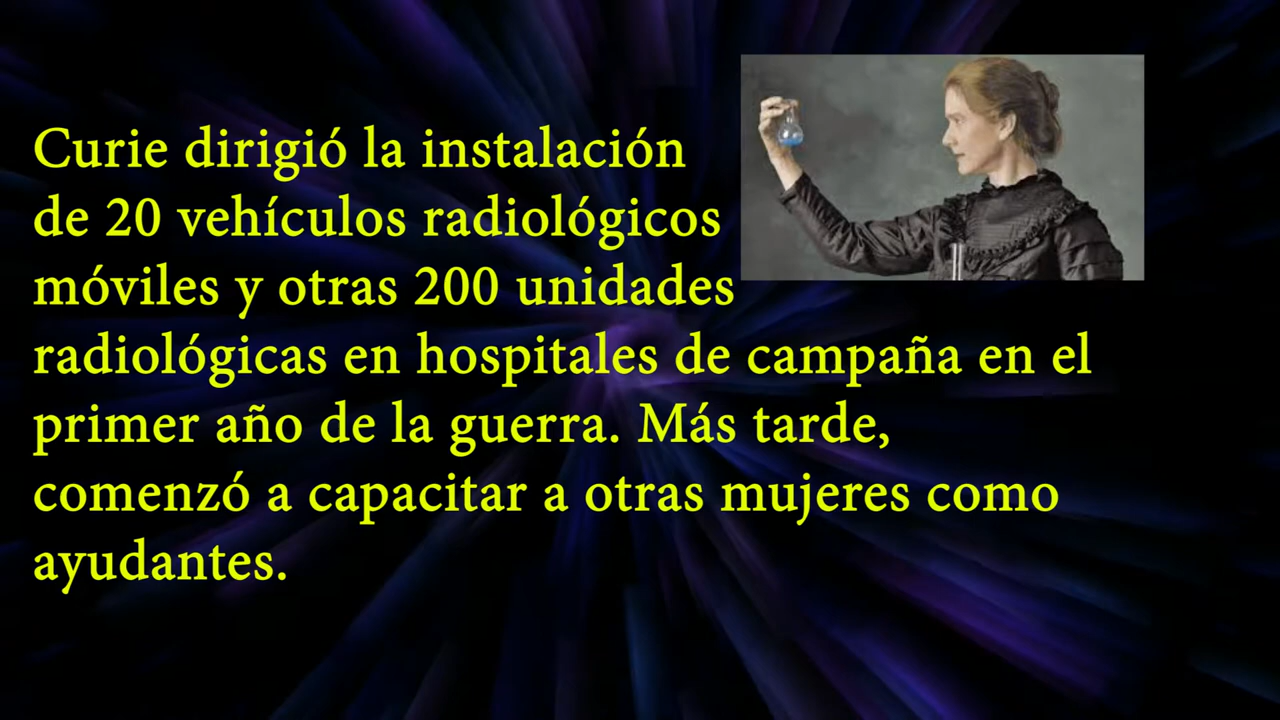 Curie dirigió la instalación
de 20 vehículos radiológicos
móviles y otras 200 unidades
radiológicas en hospitales de campaña en el
primer año de la guerra. Más tarde,
comenzó a capacitar a otras mujeres como
ayudantes.